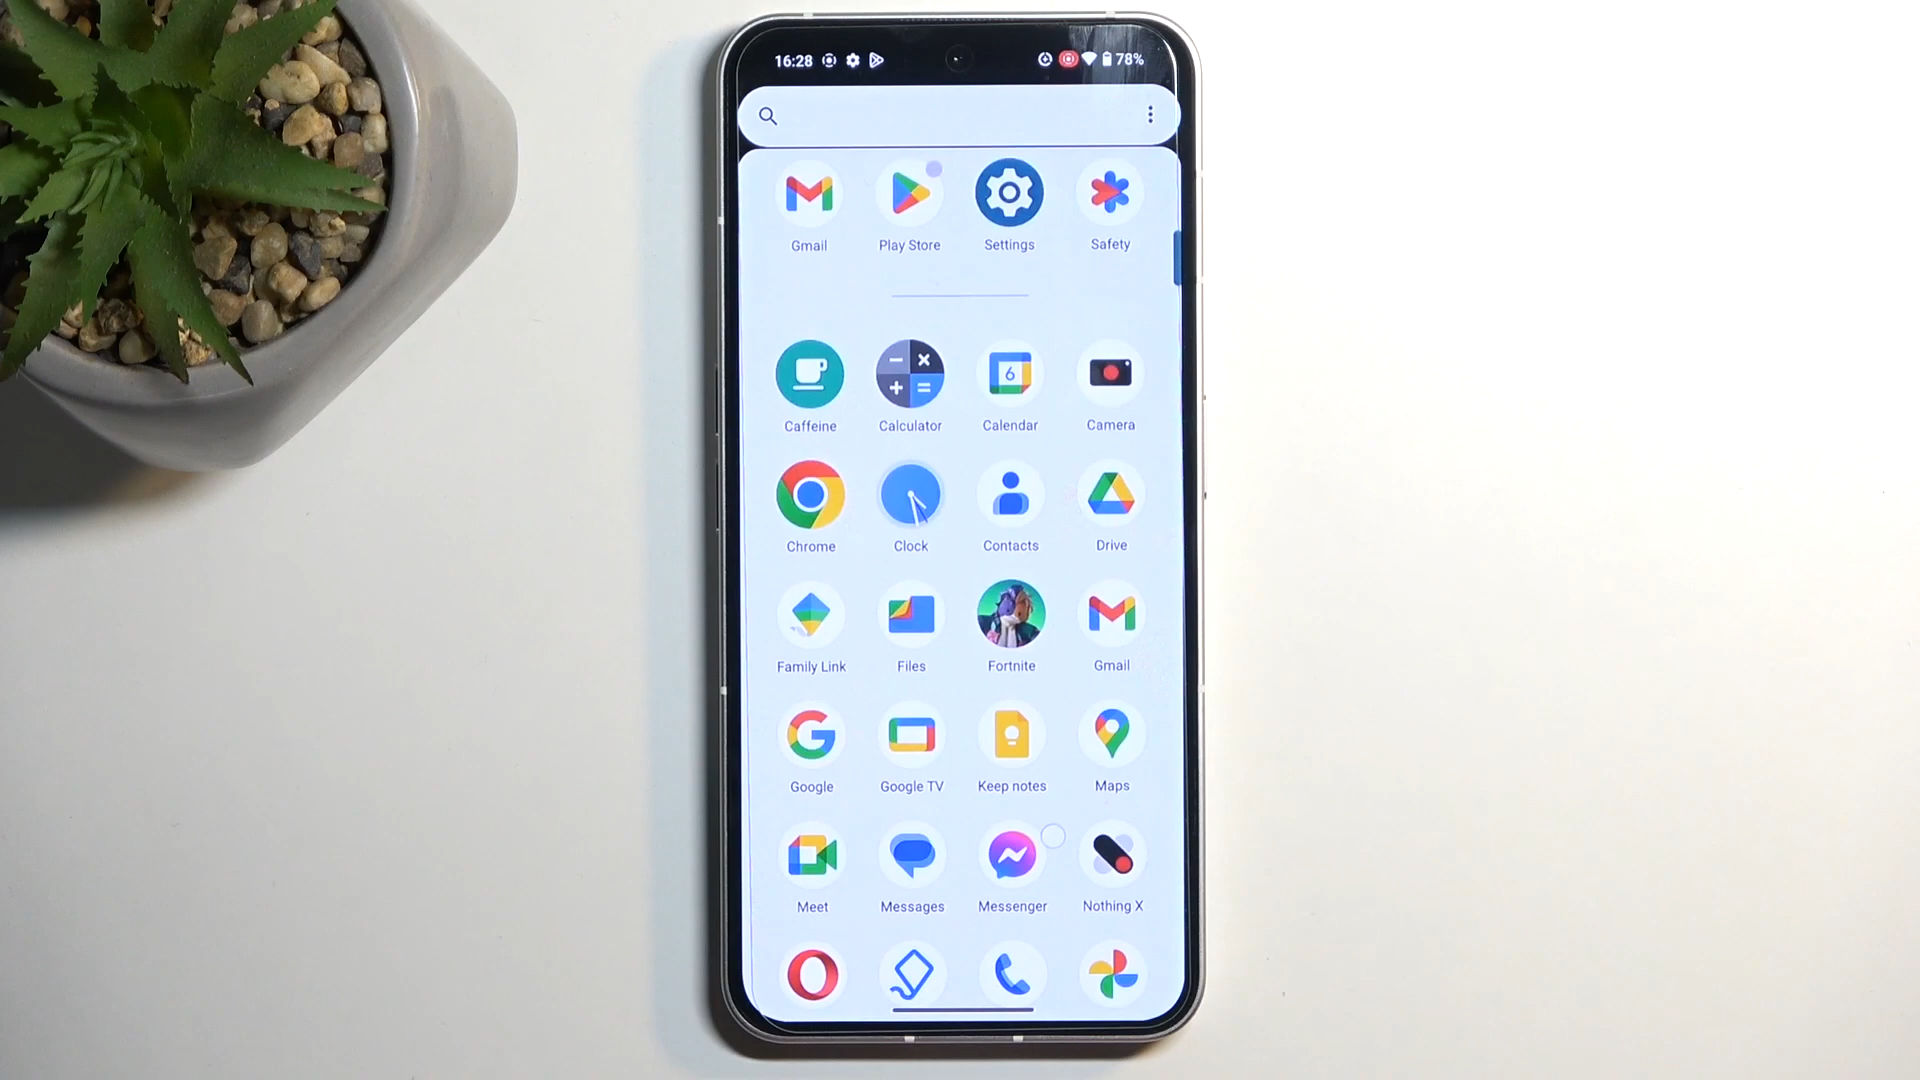 16:28 78%
Gmail Play Store Settings Safety
Caffeine Calculator Calendar Camera
6
Chrome Clock Contacts Drive
Family Link Files Fortnite Gmail
Google Google TV Keep notes Maps
Meet Messages Messenger Nothing X